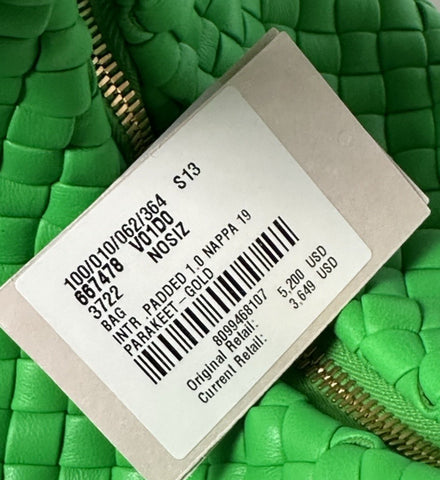 100/010/062/364 S13
667478 V01D0
3722 NOSIZ
BAG
INTR. PADDED 1.0 NAPPA 19
PARAKEET-GOLD
8099468107
Original Retail: 5,200 USD
Current Retail: 3,649 USD